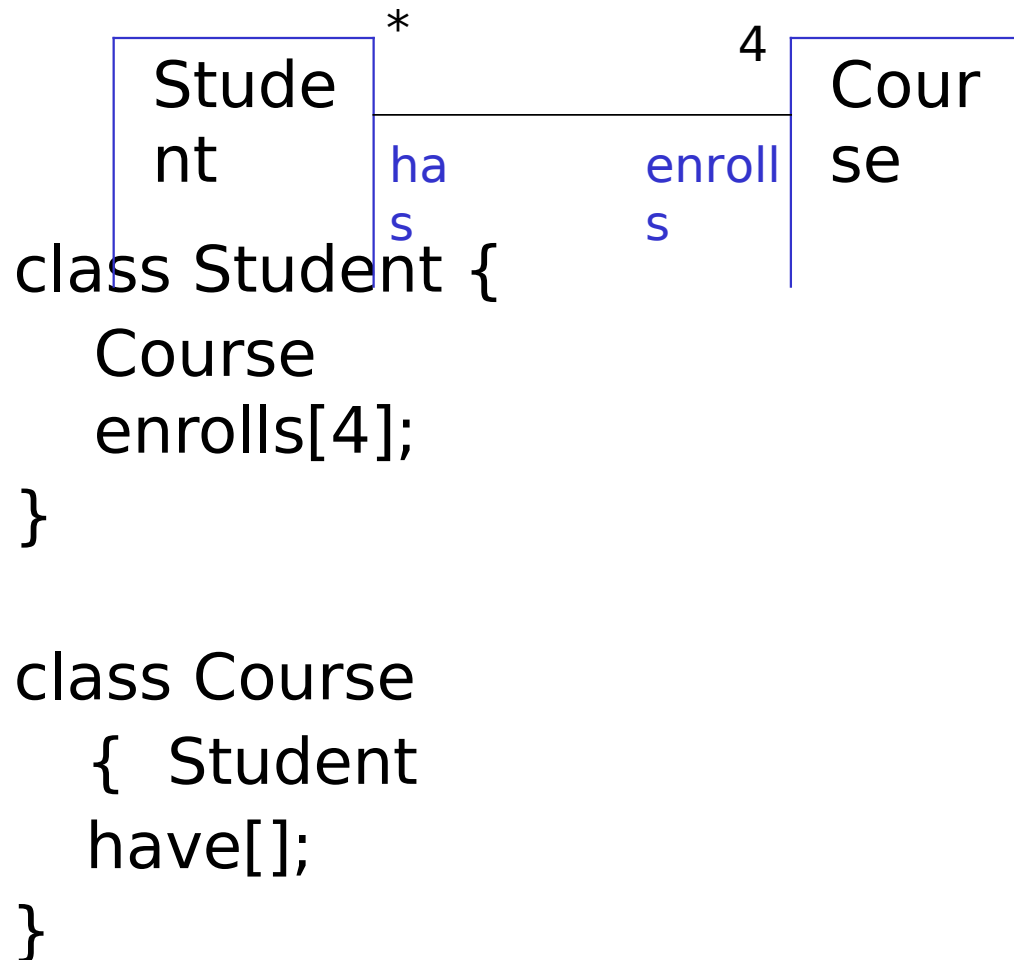 *
4
Stude
nt
Cour
se
ha
s
enroll
s
class Student {
Course
enrolls[4];
}
class Course
{ Student
have[];
}